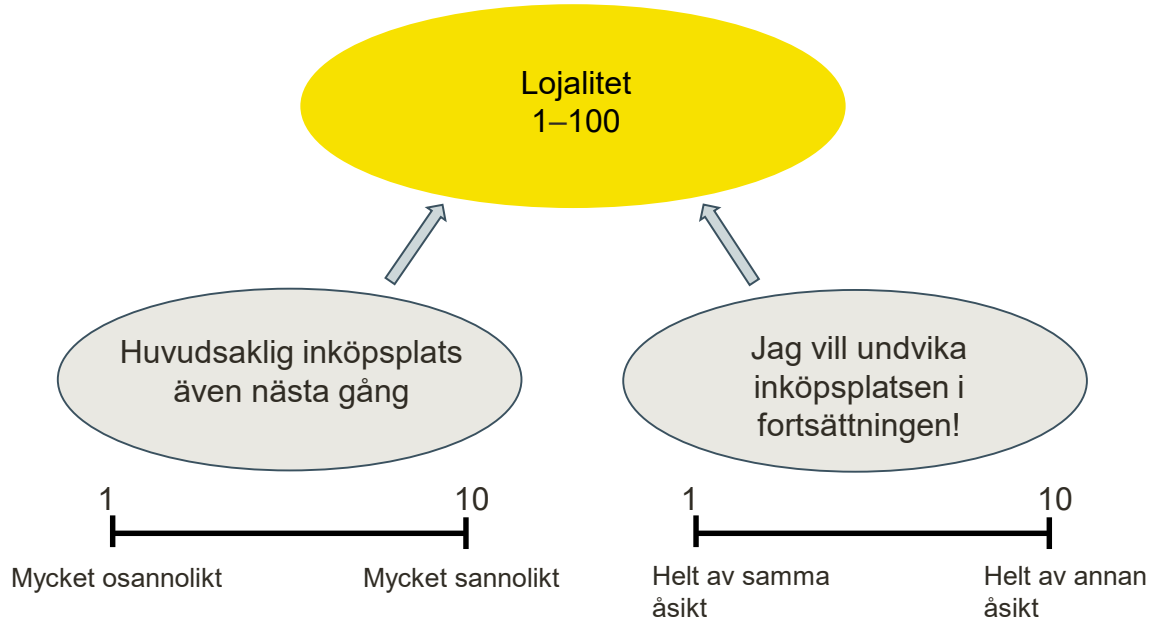 Lojalitet
1–100
Huvudsaklig inköpsplats
även nästa gång
Jag vill undvika
inköpsplatsen i
fortsättningen!
1
10
Mycket osannolikt
Mycket sannolikt
1
10
Helt av samma
åsikt
Helt av annan
åsikt